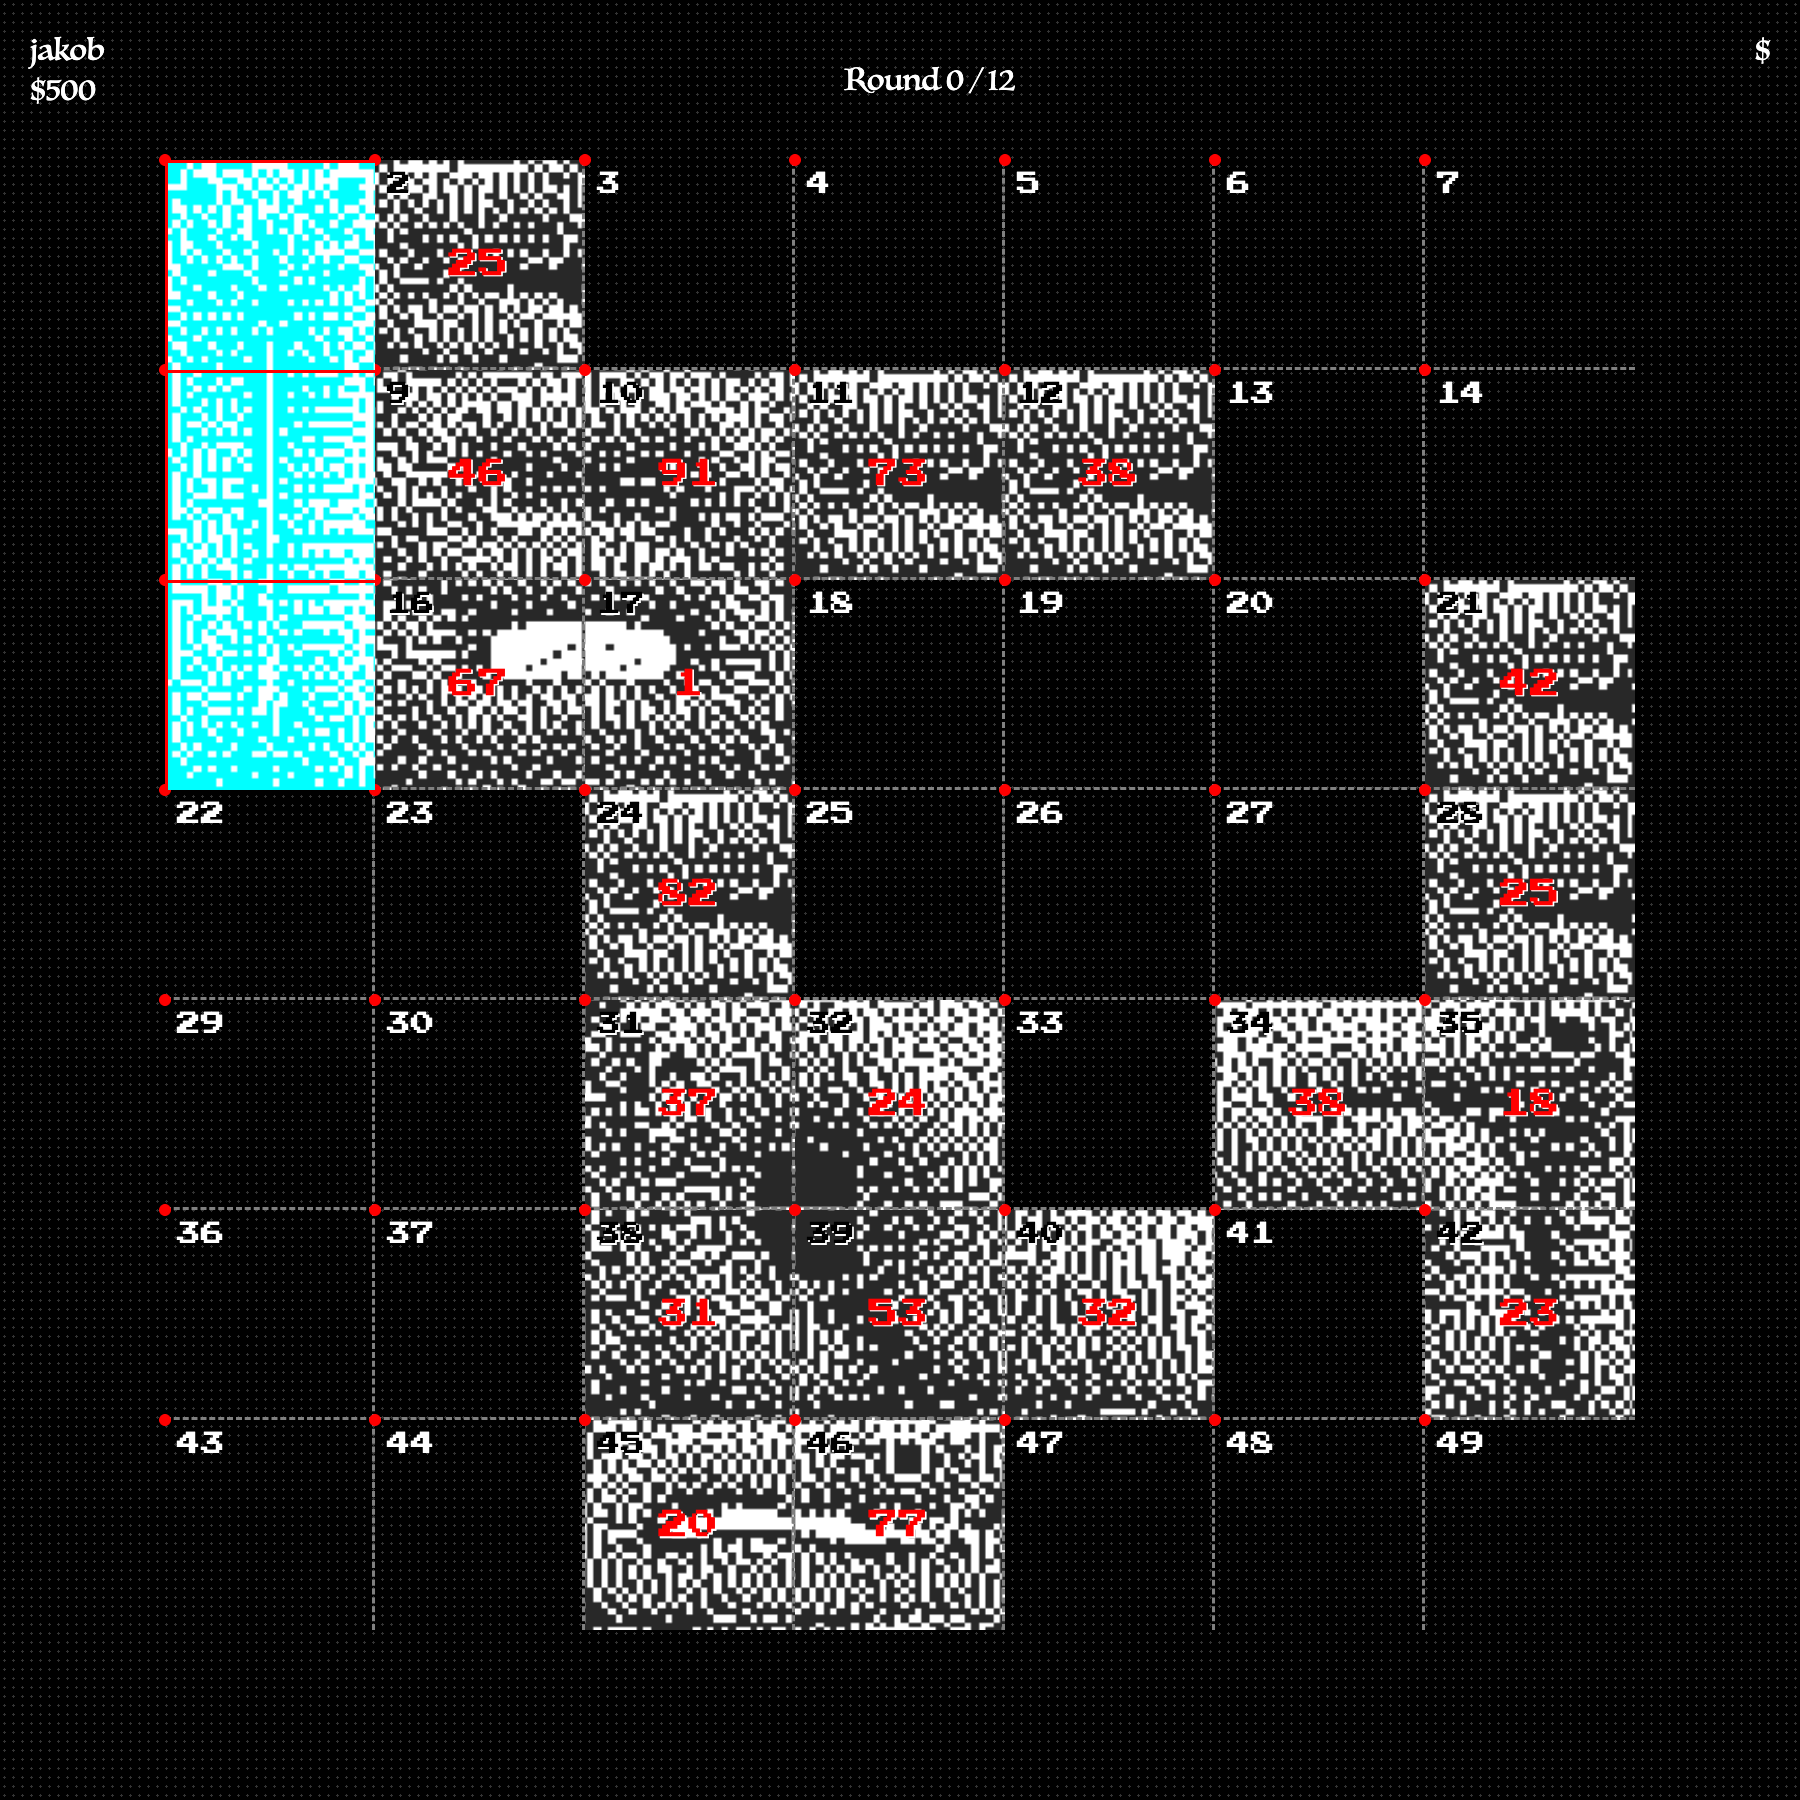 jakob
$
$500
Round 0 / 12
2 3 4 5 6 7
25
9 10 11 12 13 14
46 91 73 38
16 17 18 19 20 21
67 1 42
22 23 24 25 26 27 28
82 25
29 30 31 32 33 34 35
37 24 38 18
36 37 38 39 40 41 42
31 53 32 23
43 44 45 46 47 48 49
20 77